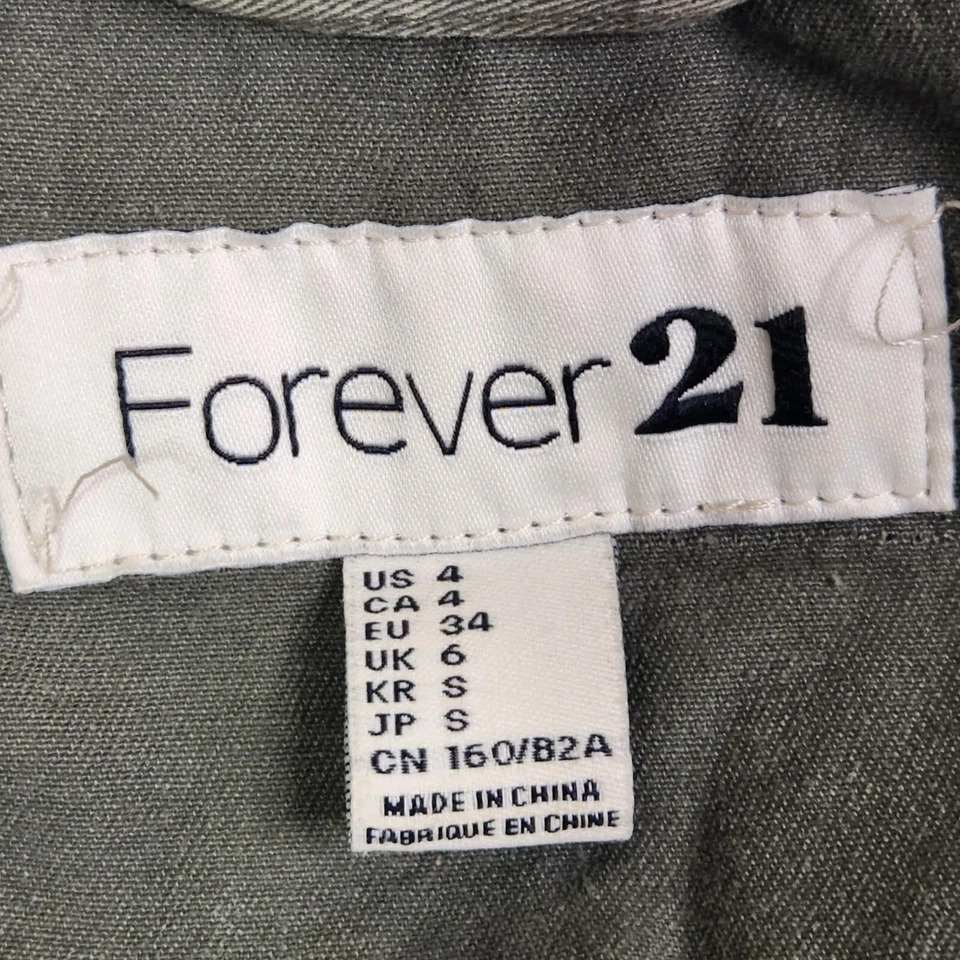 Forever 21
US 4
CA 4
EU 34
UK 6
KR S
JP S
CN 160/82A
MADE IN CHINA
FABRIQUE EN CHINE